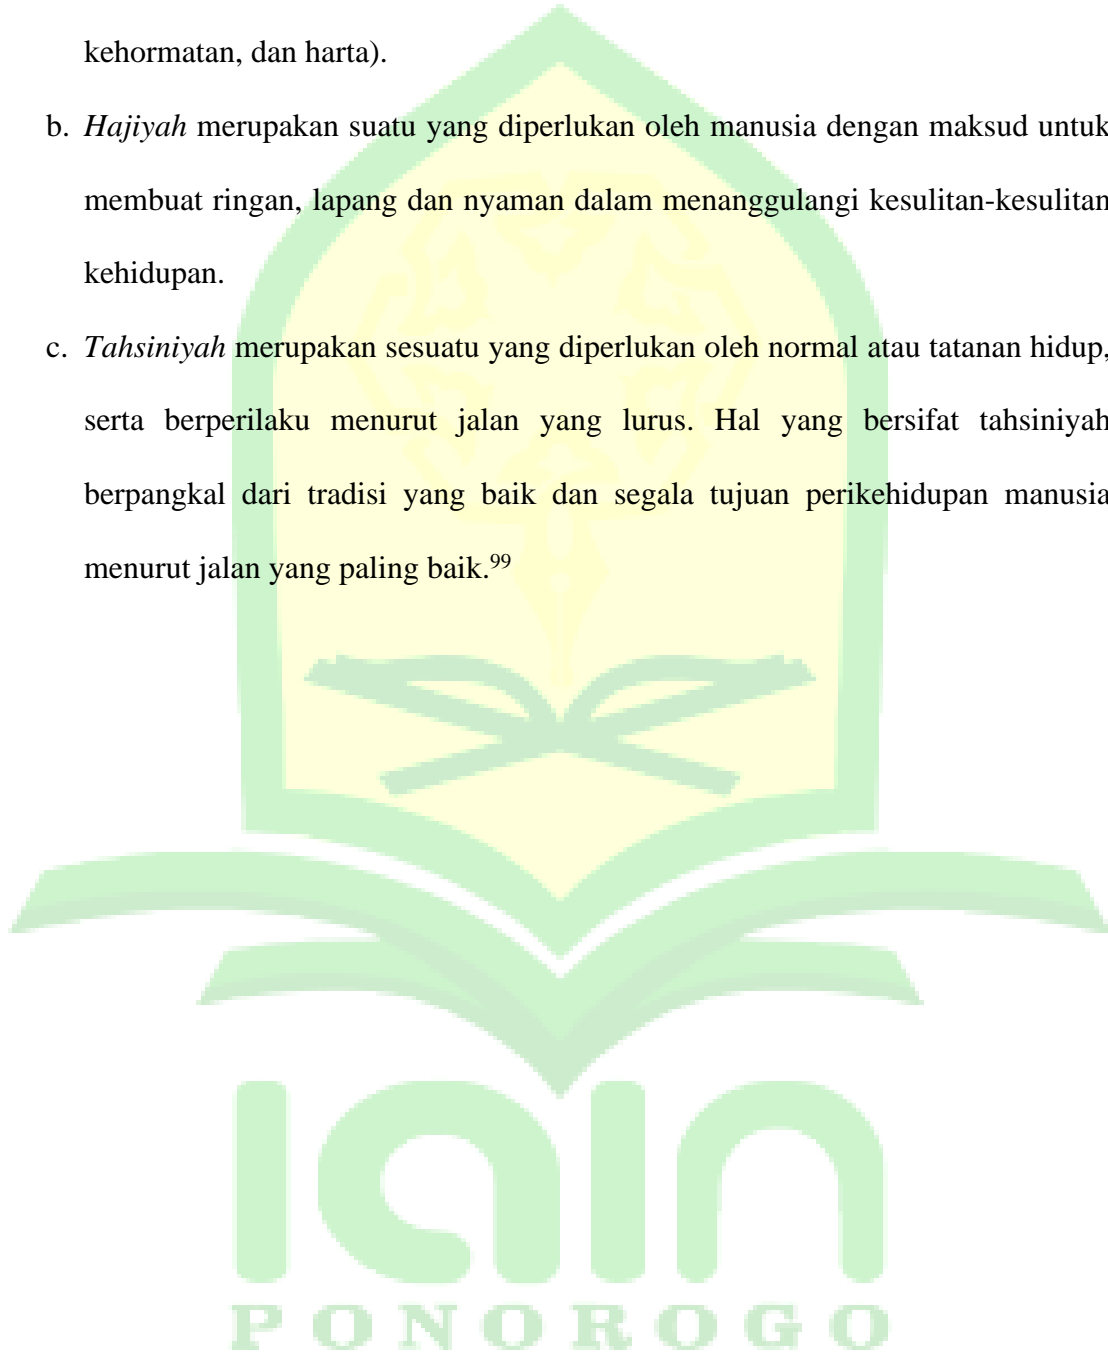 kehormatan, dan harta).
b. Hajiyah merupakan suatu yang diperlukan oleh manusia dengan maksud untuk
membuat ringan, lapang dan nyaman dalam menanggulangi kesulitan-kesulitan
kehidupan.
c. Tahsiniyah merupakan sesuatu yang diperlukan oleh normal atau tatanan hidup,
serta berperilaku menurut jalan yang lurus. Hal yang bersifat tahsiniyah
berpangkal dari tradisi yang baik dan segala tujuan perikehidupan manusia
menurut jalan yang paling baik.99
iain
PONOROGO